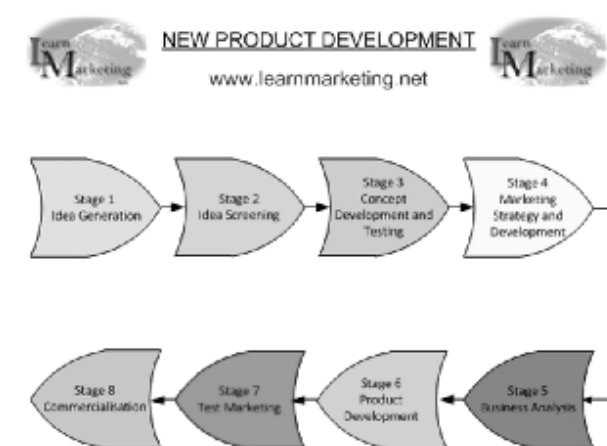 Learn
Marketing
NEW PRODUCT DEVELOPMENT
Learn
Marketing
www.learnmarketing.net
Stage 1
Idea Generation
Stage 2
Idea Screening
Stage 3
Concept
Development and
Testing
Stage 4
Marketing
Strategy and
Development
Stage 8
Commercialisation
Stage 7
Test Marketing
Stage 6
Product
Development
Stage 5
Business Analysis